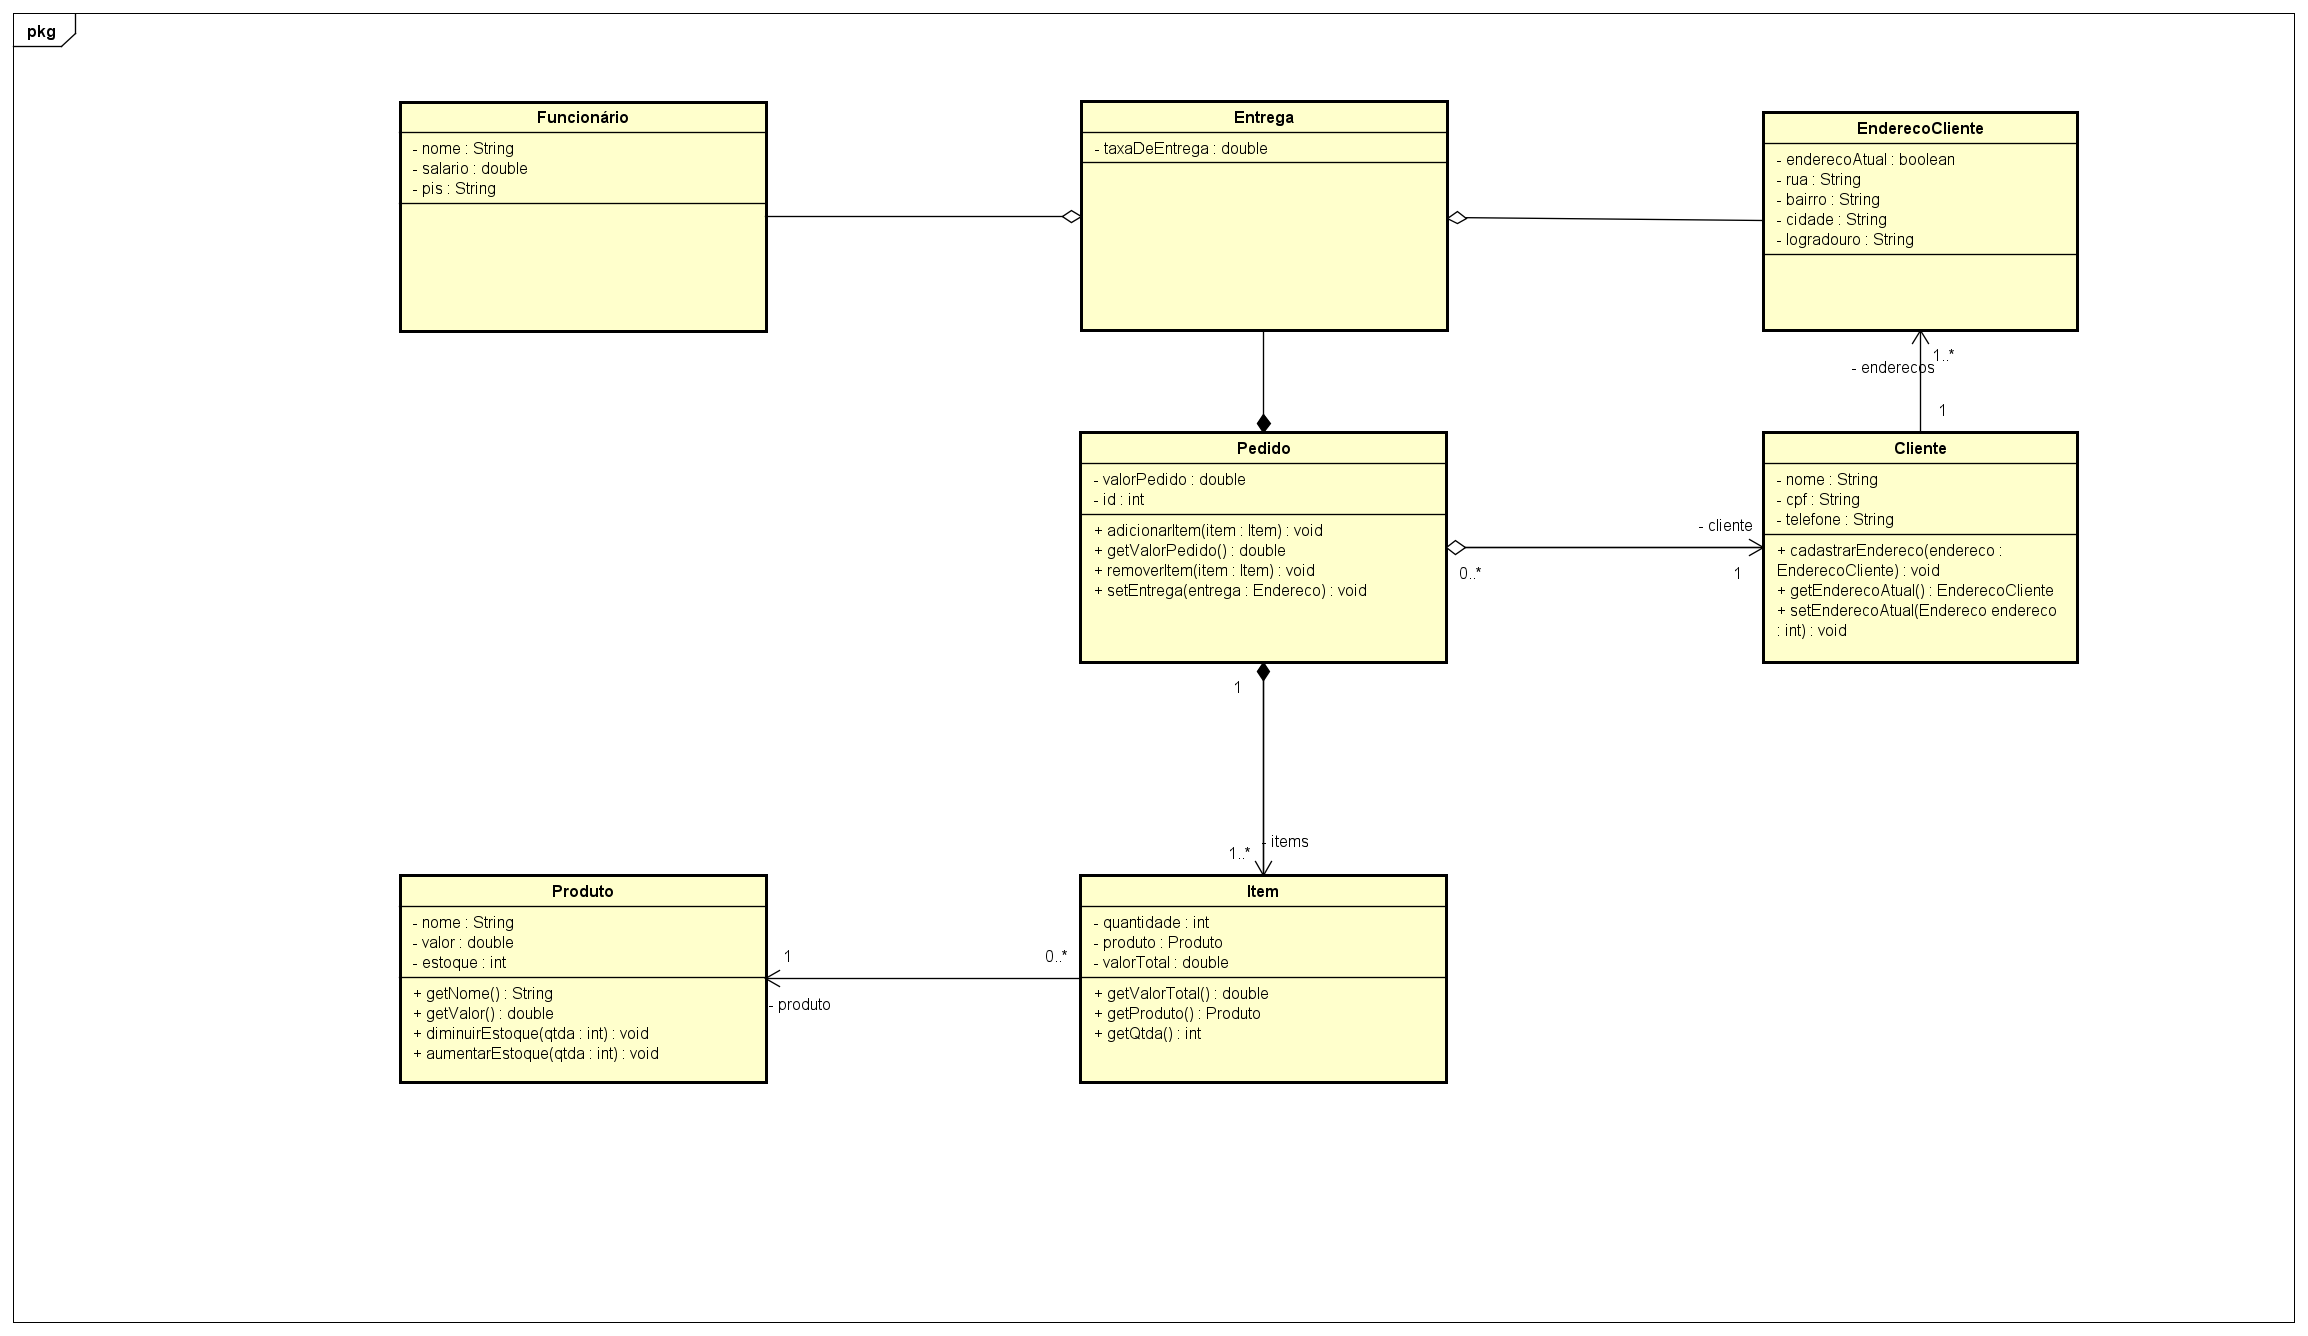 pkg
Funcionário
- nome : String
- salario : double
- pis : String
Entrega
- taxaDeEntrega : double
EnderecoCliente
- enderecoAtual : boolean
- rua : String
- bairro : String
- cidade : String
- logradouro : String
1..*
- enderecos
1
Pedido
- valorPedido : double
- id : int
+ adicionarItem(item : Item) : void
+ getValorPedido() : double
+ removerItem(item : Item) : void
+ setEntrega(entrega : Endereco) : void
- cliente
0..*
1
Cliente
- nome : String
- cpf : String
- telefone : String
+ cadastrarEndereco(endereco :
EnderecoCliente) : void
+ getEnderecoAtual() : EnderecoCliente
+ setEnderecoAtual(Endereco endereco
: int) : void
1
- items
1..*
Produto
- nome : String
- valor : double
- estoque : int
+ getNome() : String
+ getValor() : double
+ diminuirEstoque(qtda : int) : void
+ aumentarEstoque(qtda : int) : void
1
0..*
- produto
Item
- quantidade : int
- produto : Produto
- valorTotal : double
+ getValorTotal() : double
+ getProduto() : Produto
+ getQtda() : int